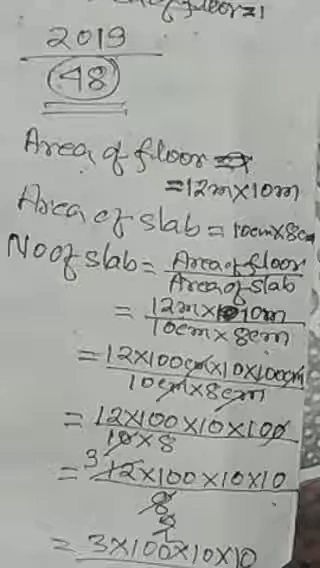 2019
48
Area of floor =
=12m×10m
Area of slab = 10cm×8cm
No of slab = Area of floor
Area of slab
= 12m×10m
10cm × 8cm
= 12×100cm×10×100cm
10cm×8cm
= 12×100×10×100
10×8
= 3 12×100×10×10
8
2
= 3×100×10×10